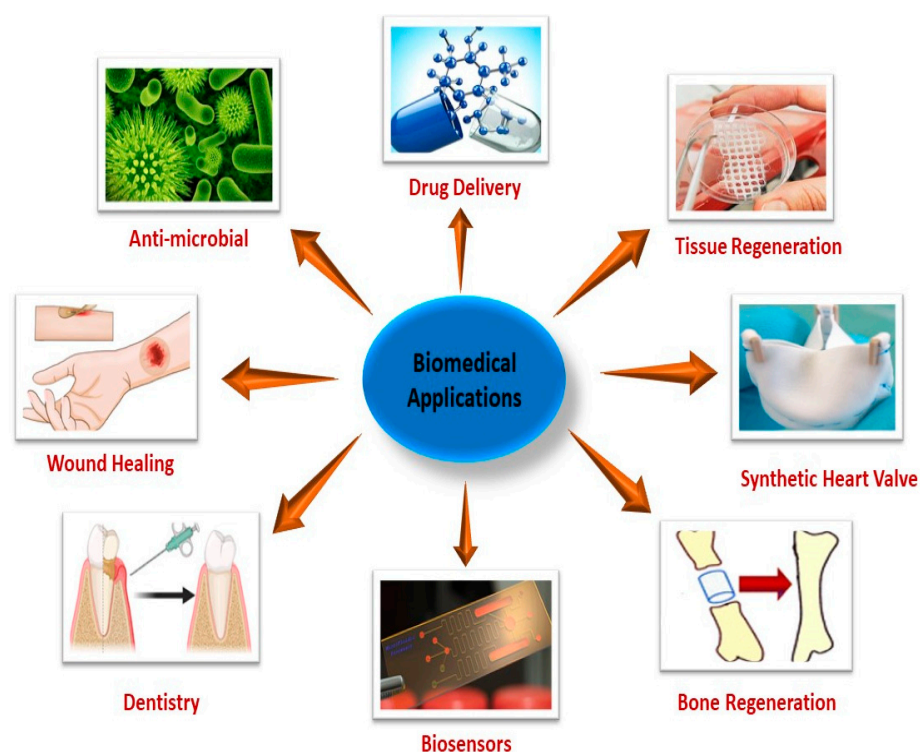 Drug Delivery
Anti-microbial
Tissue Regeneration
Biomedical
Applications
Wound Healing
Synthetic Heart Valve
Dentistry
Bone Regeneration
Biosensors